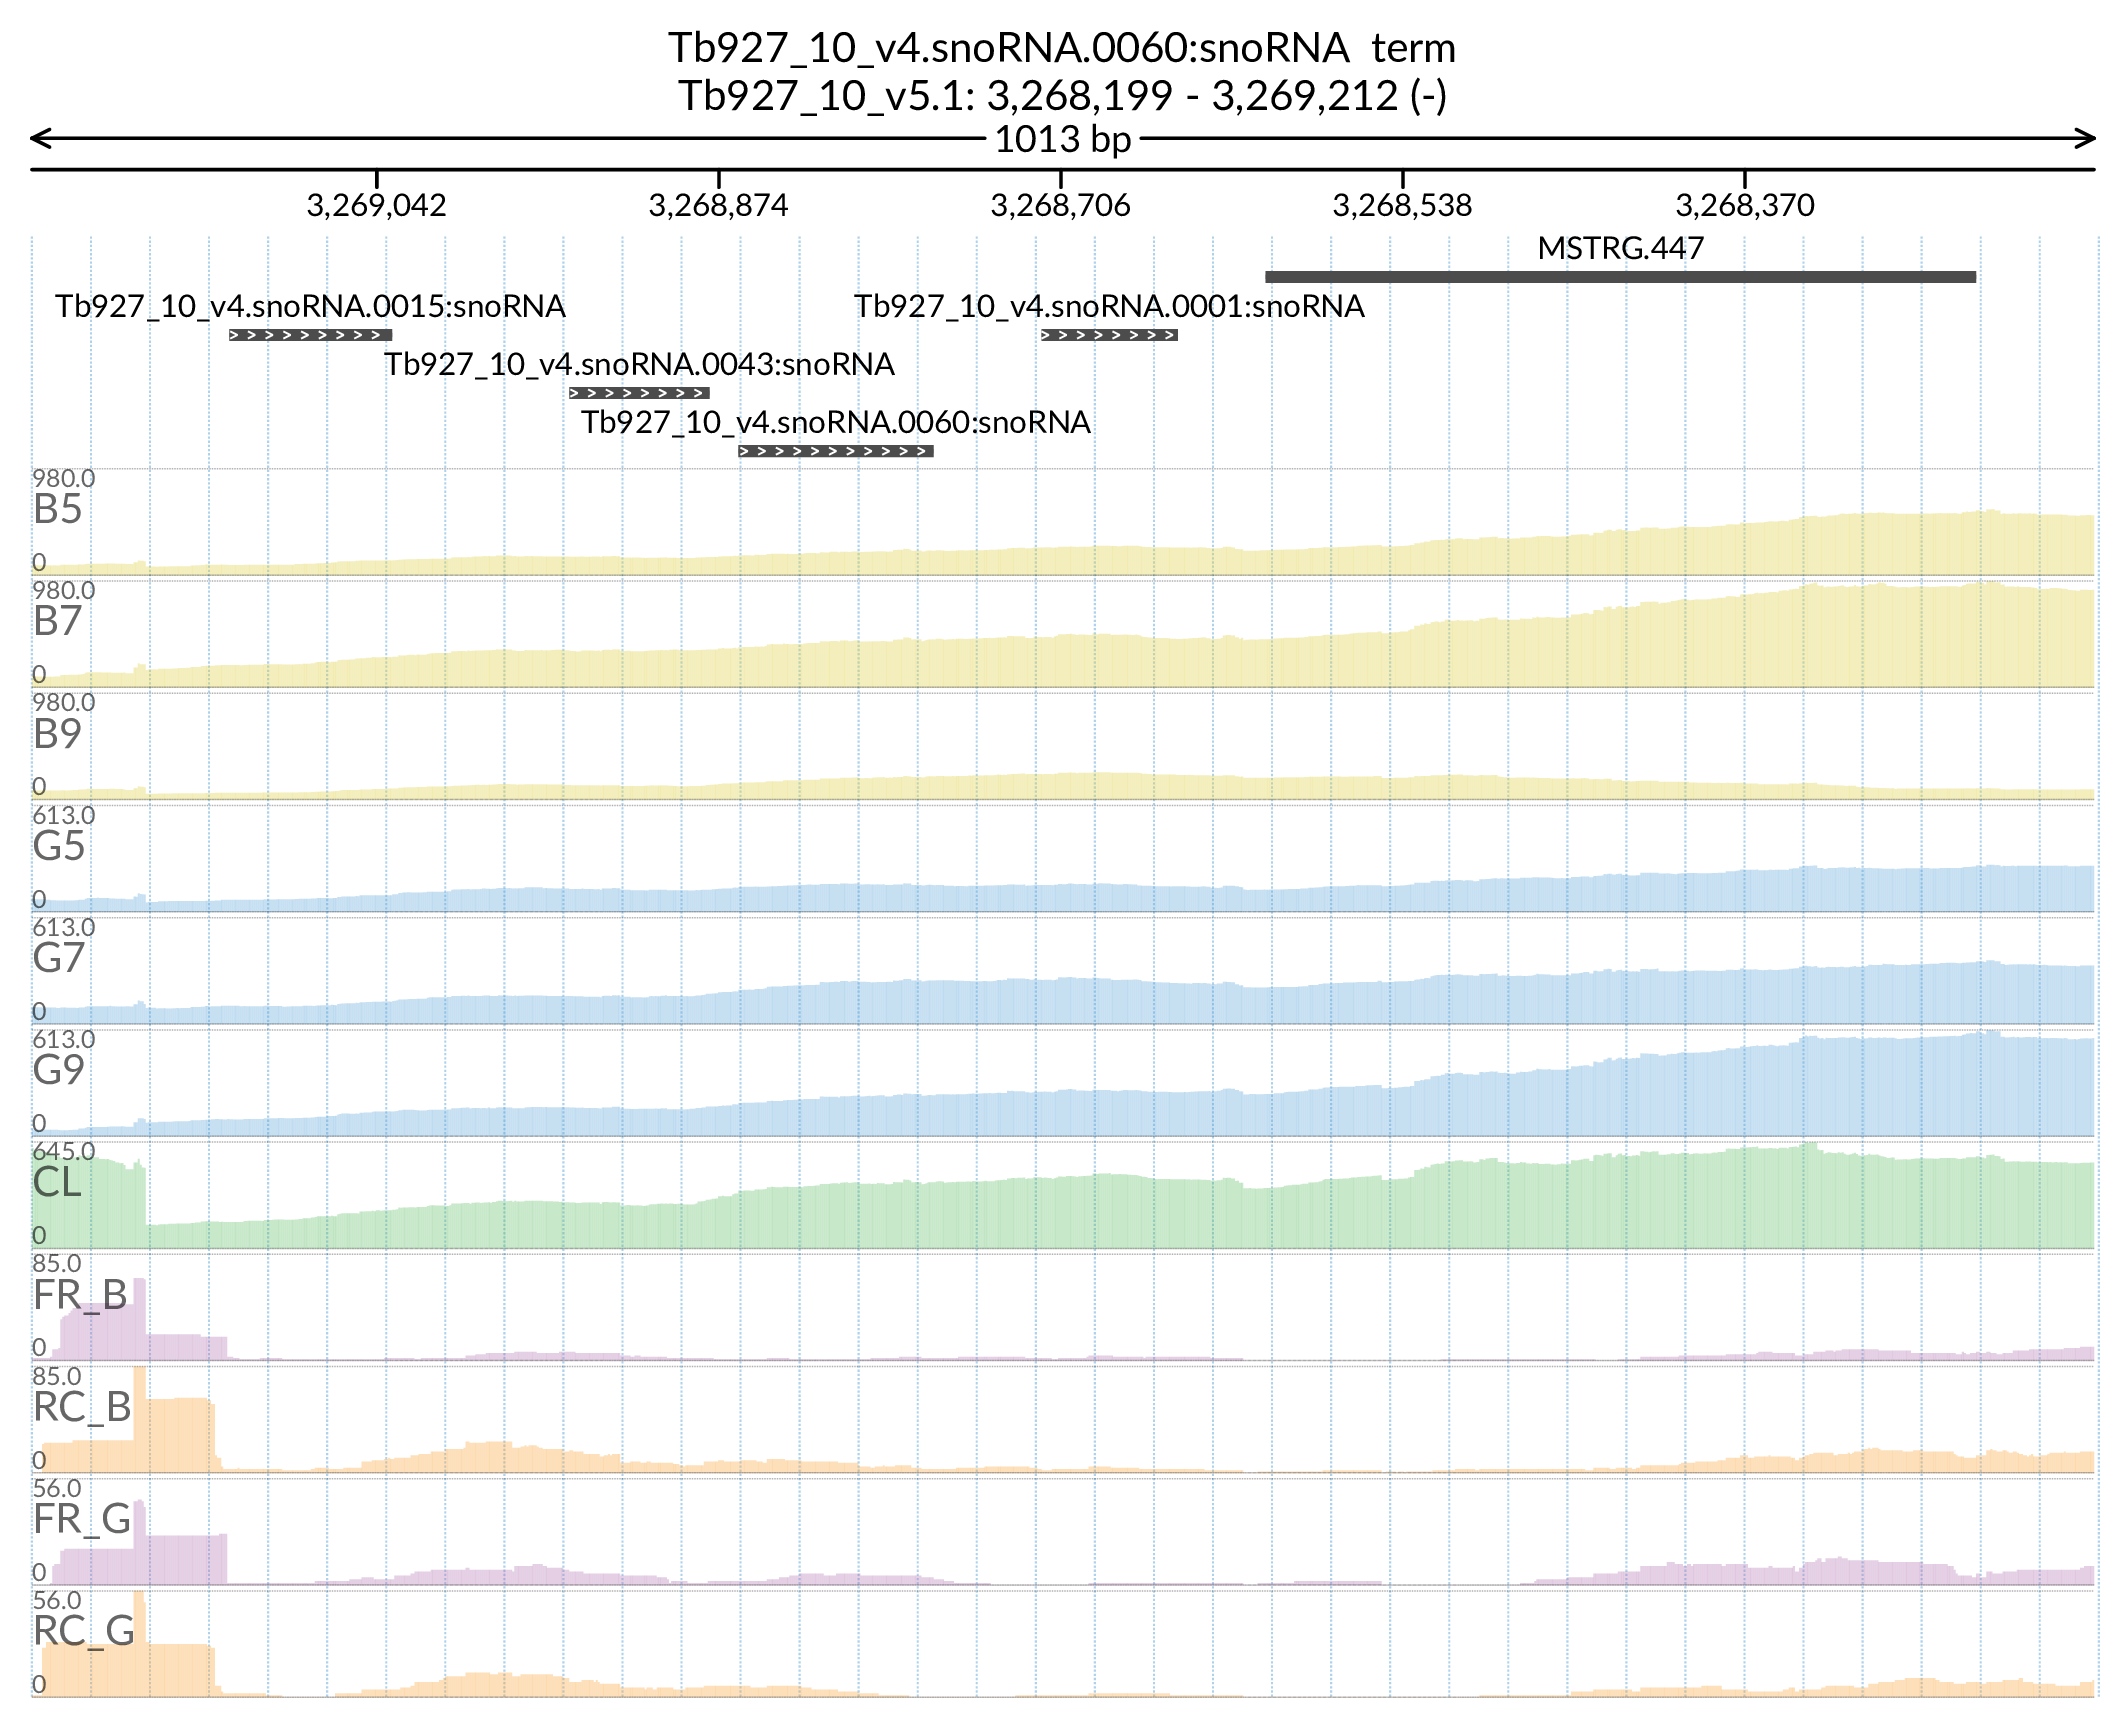 Tb927_10_v4.snoRNA.0060:snoRNA term
Tb927_10_v5.1: 3,268,199 - 3,269,212 (-)
1013 bp
3,269,042 3,268,874 3,268,706 3,268,538 3,268,370
MSTRG.447
Tb927_10_v4.snoRNA.0015:snoRNA Tb927_10_v4.snoRNA.0001:snoRNA
Tb927_10_v4.snoRNA.0043:snoRNA
Tb927_10_v4.snoRNA.0060:snoRNA
980.0
B5
0
980.0
B7
0
980.0
B9
0
613.0
G5
0
613.0
G7
0
613.0
G9
0
645.0
CL
0
85.0
FR_B
0
85.0
RC_B
0
56.0
FR_G
0
56.0
RC_G
0